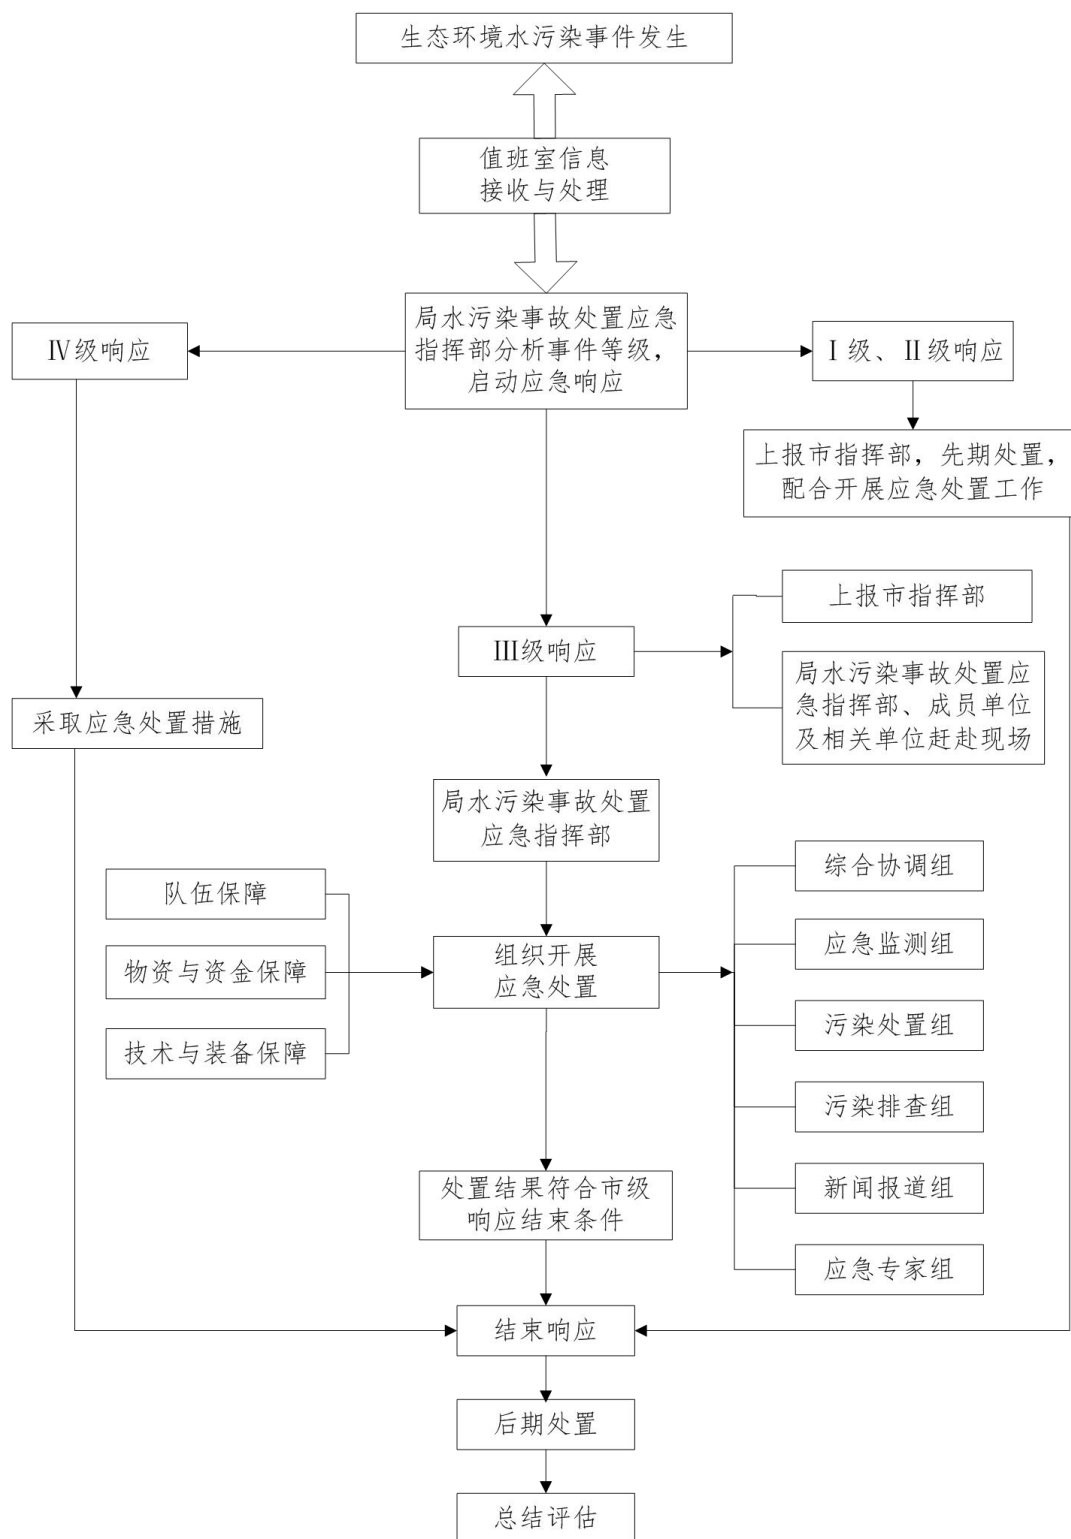 生态环境水污染事件发生
值班室信息
接收与处理
局水污染事故处置应急
指挥部分析事件等级，
启动应急响应
Ⅳ级响应
Ⅰ级、Ⅱ级响应
上报市指挥部，先期处置，
配合开展应急处置工作
上报市指挥部
Ⅲ级响应
局水污染事故处置应
急指挥部、成员单位
及相关单位赶赴现场
采取应急处置措施
局水污染事故处置
应急指挥部
队伍保障
物资与资金保障
技术与装备保障
组织开展
应急处置
综合协调组
应急监测组
污染处置组
污染排查组
新闻报道组
应急专家组
处置结果符合市级
响应结束条件
结束响应
后期处置
总结评估